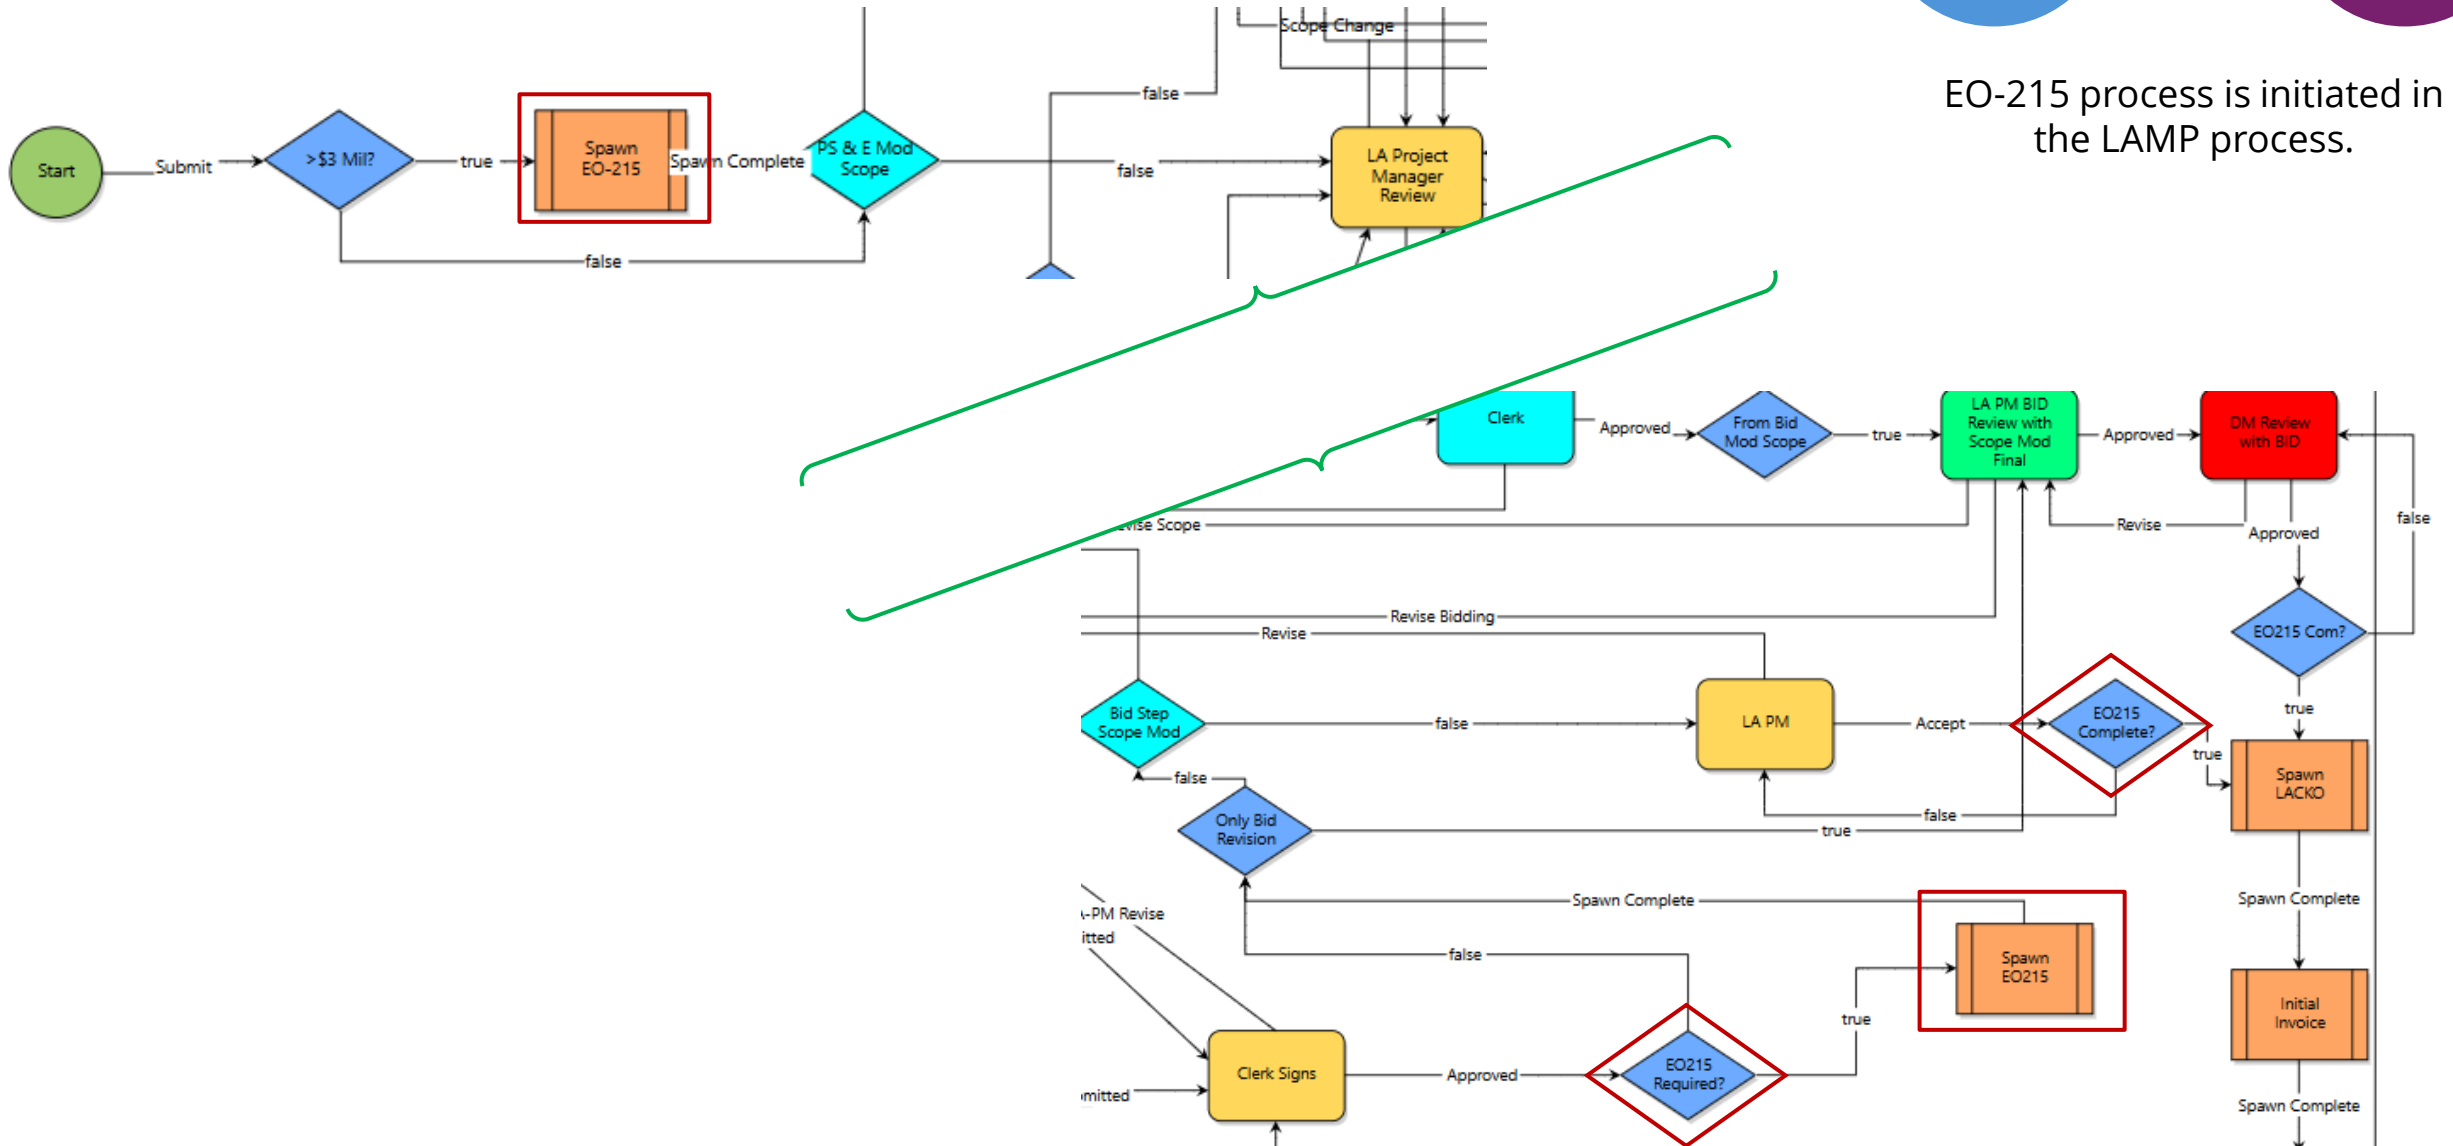 EO-215 process is initiated in
the LAMP process.
Scope Change
false
Start
Submit
>$3 Mil?
true
Spawn
EO-215
Spawn Complete
PS & E Mod
Scope
false
LA Project
Manager
Review
false
Clerk
Approved
From Bid
Mod Scope
true
LA PM BID
Review with
Scope Mod
Final
Approved
DM Review
with BID
Scope
Revise
Approved
false
Revise Bidding
Revise
EO215 Com?
true
Bid Step
Scope Mod
false
LA PM
Accept
EO215
Complete?
true
Spawn
LACKO
false
Only Bid
Revision
false
true
Spawn Complete
Spawn Complete
-PM Revise
false
Spawn
EO215
Initial
Invoice
true
Clerk Signs
Approved
EO215
Required?
Spawn Complete